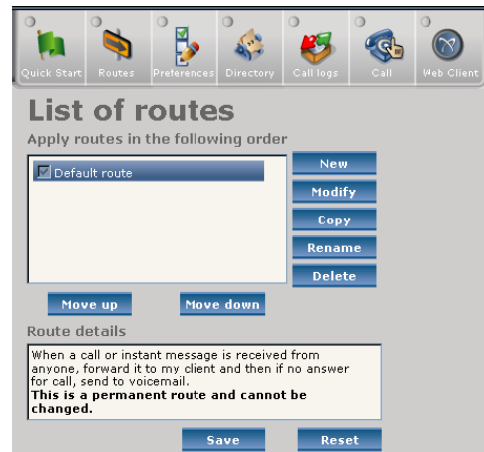 Quick Start Routes Preferences Directory Call logs Call Web Client
List of routes
Apply routes in the following order
Default route
New
Modify
Copy
Rename
Delete
Move up Move down
Route details
When a call or instant message is received from
anyone, forward it to my client and then if no answer
for call, send to voicemail.
This is a permanent route and cannot be
changed.
Save Reset